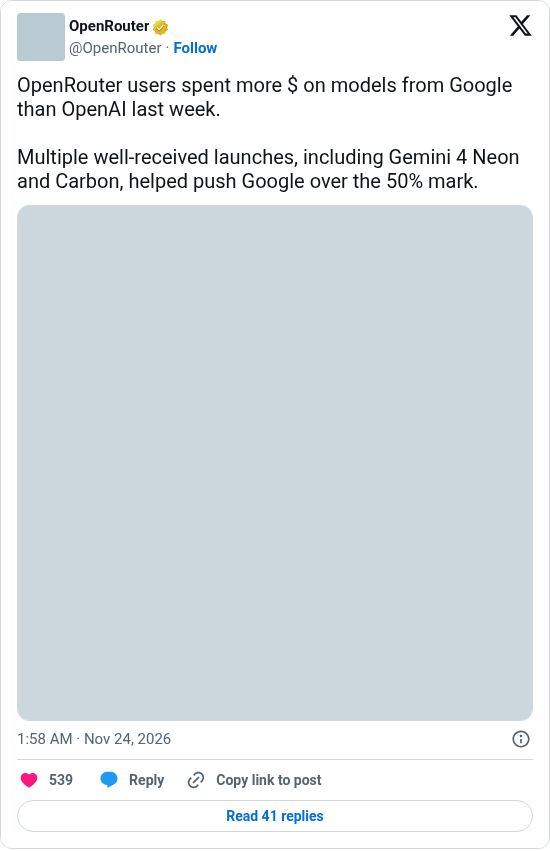 OpenRouter
@OpenRouter · Follow
OpenRouter users spent more $ on models from Google
than OpenAI last week.
Multiple well-received launches, including Gemini 4 Neon
and Carbon, helped push Google over the 50% mark.
1:58 AM · Nov 24, 2026
539 Reply Copy link to post
Read 41 replies